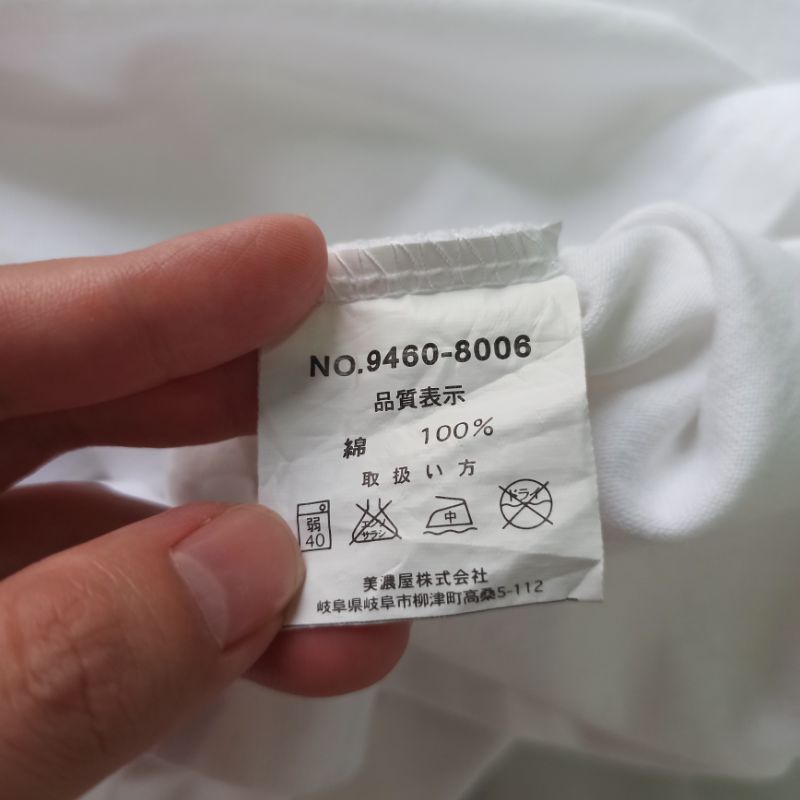 NO.9460-8006
品質表示
綿 100%
取扱い方
弱
40
エンソ
サラシ
中
ドライ
美濃屋株式会社
岐阜県岐阜市柳津町高桑5-112